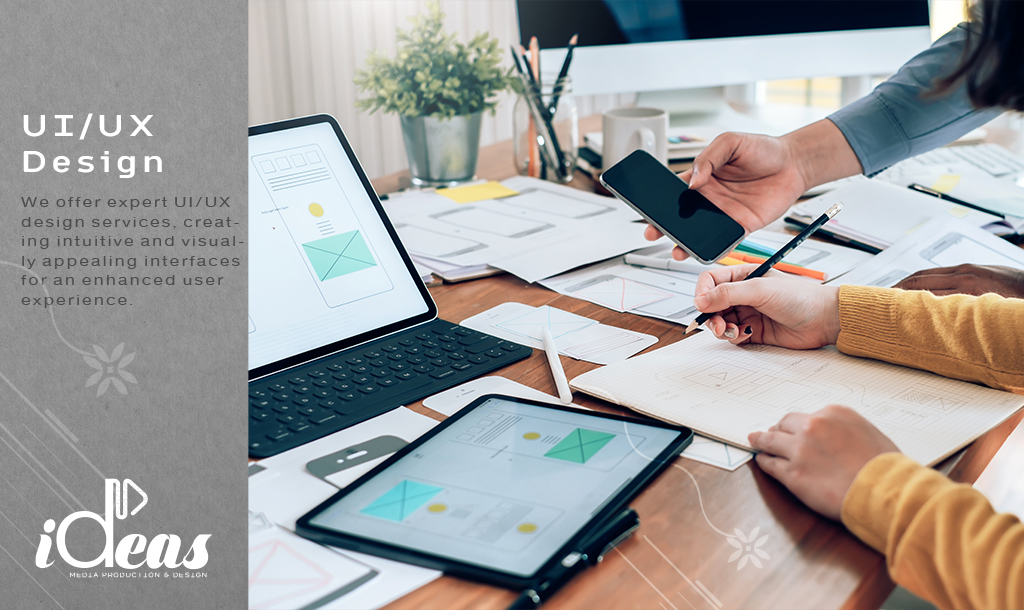 UI/UX
Design
We offer expert UI/UX
design services, creat-
ing intuitive and visual-
ly appealing interfaces
for an enhanced user
experience.
ideas
MEDIA PRODUCTION & DESIGN